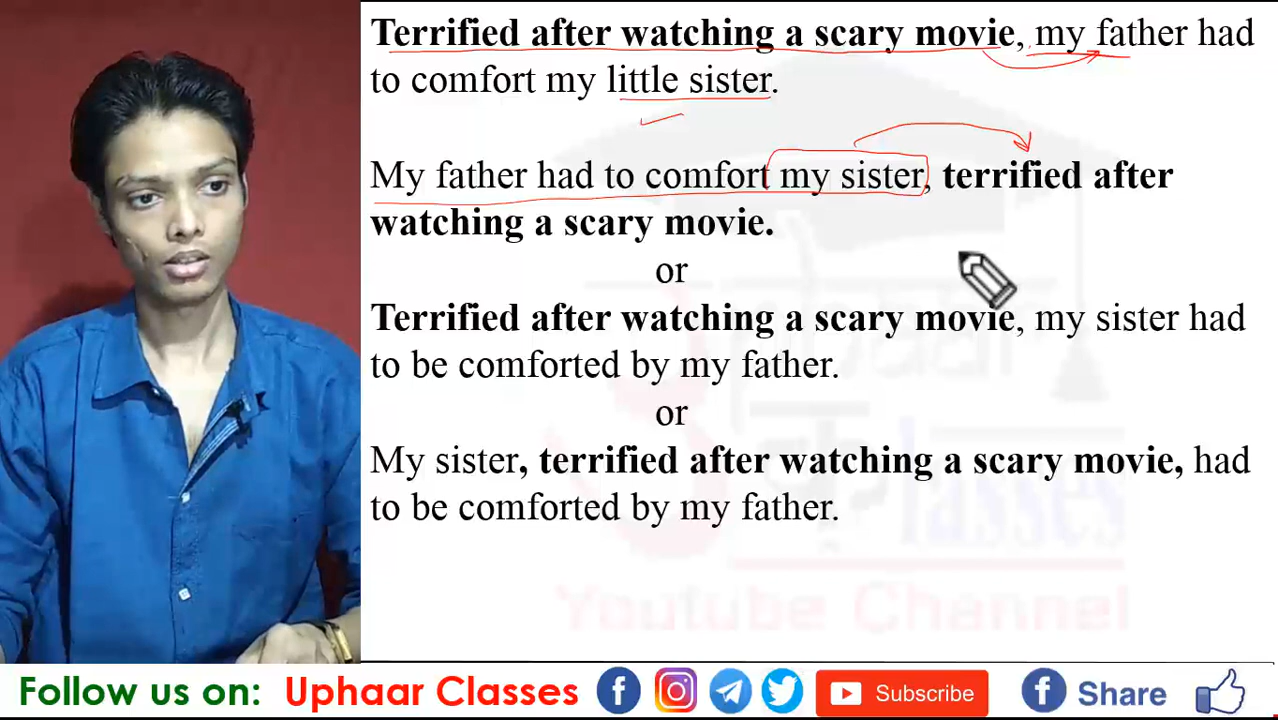 Terrified after watching a scary movie, my father had
to comfort my little sister.
My father had to comfort my sister, terrified after
watching a scary movie.
or
Terrified after watching a scary movie, my sister had
to be comforted by my father.
or
My sister, terrified after watching a scary movie, had
to be comforted by my father.
Youtube Channel
Follow us on: Uphaar Classes Subscribe Share